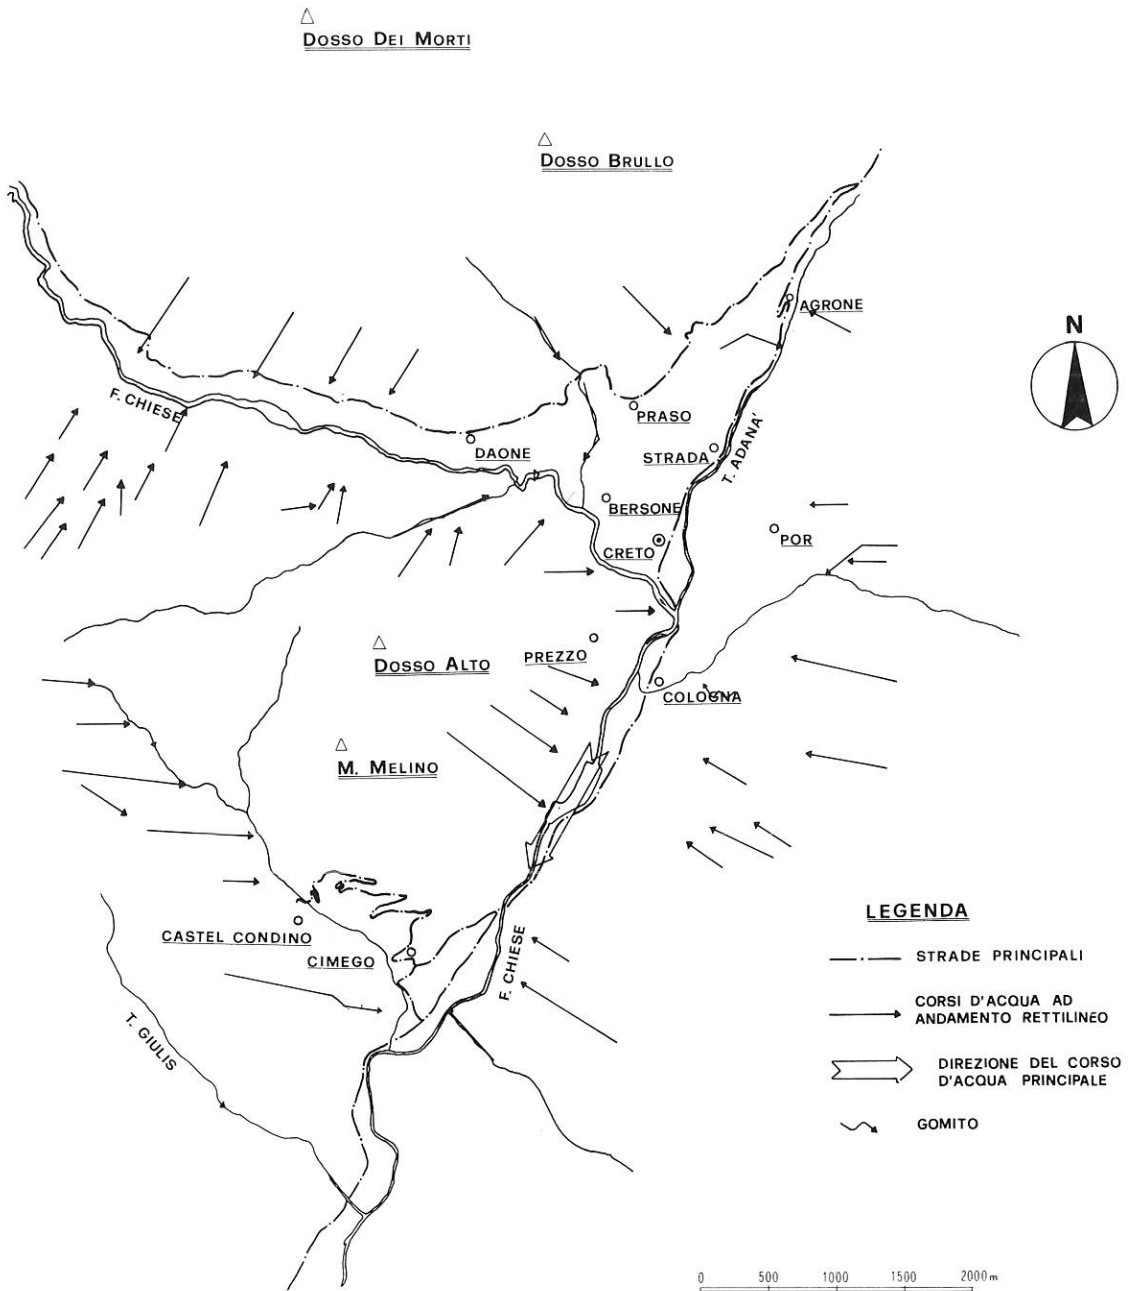 DOSSO DEI MORTI
DOSSO BRULLO
AGRONE
N
F. CHIESE
PRASO
T. ADANA'
DAONE
STRADA
BERSONE
CRETO
POR
DOSSO ALTO
PREZZO
COLOGNA
M. MELINO
LEGENDA
CASTEL CONDINO
CIMEGO
F. CHIESE
STRADE PRINCIPALI
CORSI D'ACQUA AD
ANDAMENTO RETTILINEO
T. GIULIS
DIREZIONE DEL CORSO
D'ACQUA PRINCIPALE
GOMITO
0 500 1000 1500 2000 m